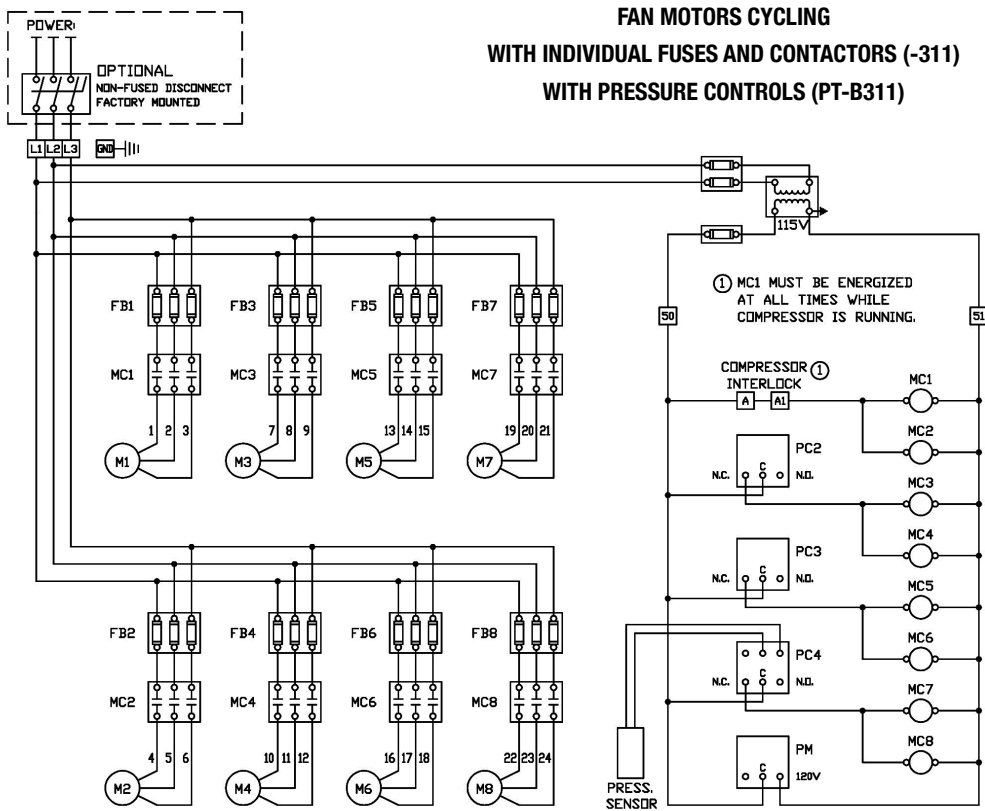 FAN MOTORS CYCLING
WITH INDIVIDUAL FUSES AND CONTACTORS (-311)
WITH PRESSURE CONTROLS (PT-B311)
POWER
OPTIONAL
NON-FUSED DISCONNECT
FACTORY MOUNTED
L1 L2 L3 GND
115V
1 MC1 MUST BE ENERGIZED
AT ALL TIMES WHILE
COMPRESSOR IS RUNNING.
50 51
FB1 FB3 FB5 FB7
MC1 MC3 MC5 MC7
1 2 3 7 8 9 13 14 15 19 20 21
M1 M3 M5 M7
COMPRESSOR 1
INTERLOCK
A A1
MC1
MC2
PC2
N.C. C N.O.
MC3
MC4
PC3
N.C. C N.O.
MC5
MC6
PC4
N.C. C N.O.
MC7
MC8
PM
C
120V
PRESS.
SENSOR
FB2 FB4 FB6 FB8
MC2 MC4 MC6 MC8
4 5 6 10 11 12 16 17 18 22 23 24
M2 M4 M6 M8